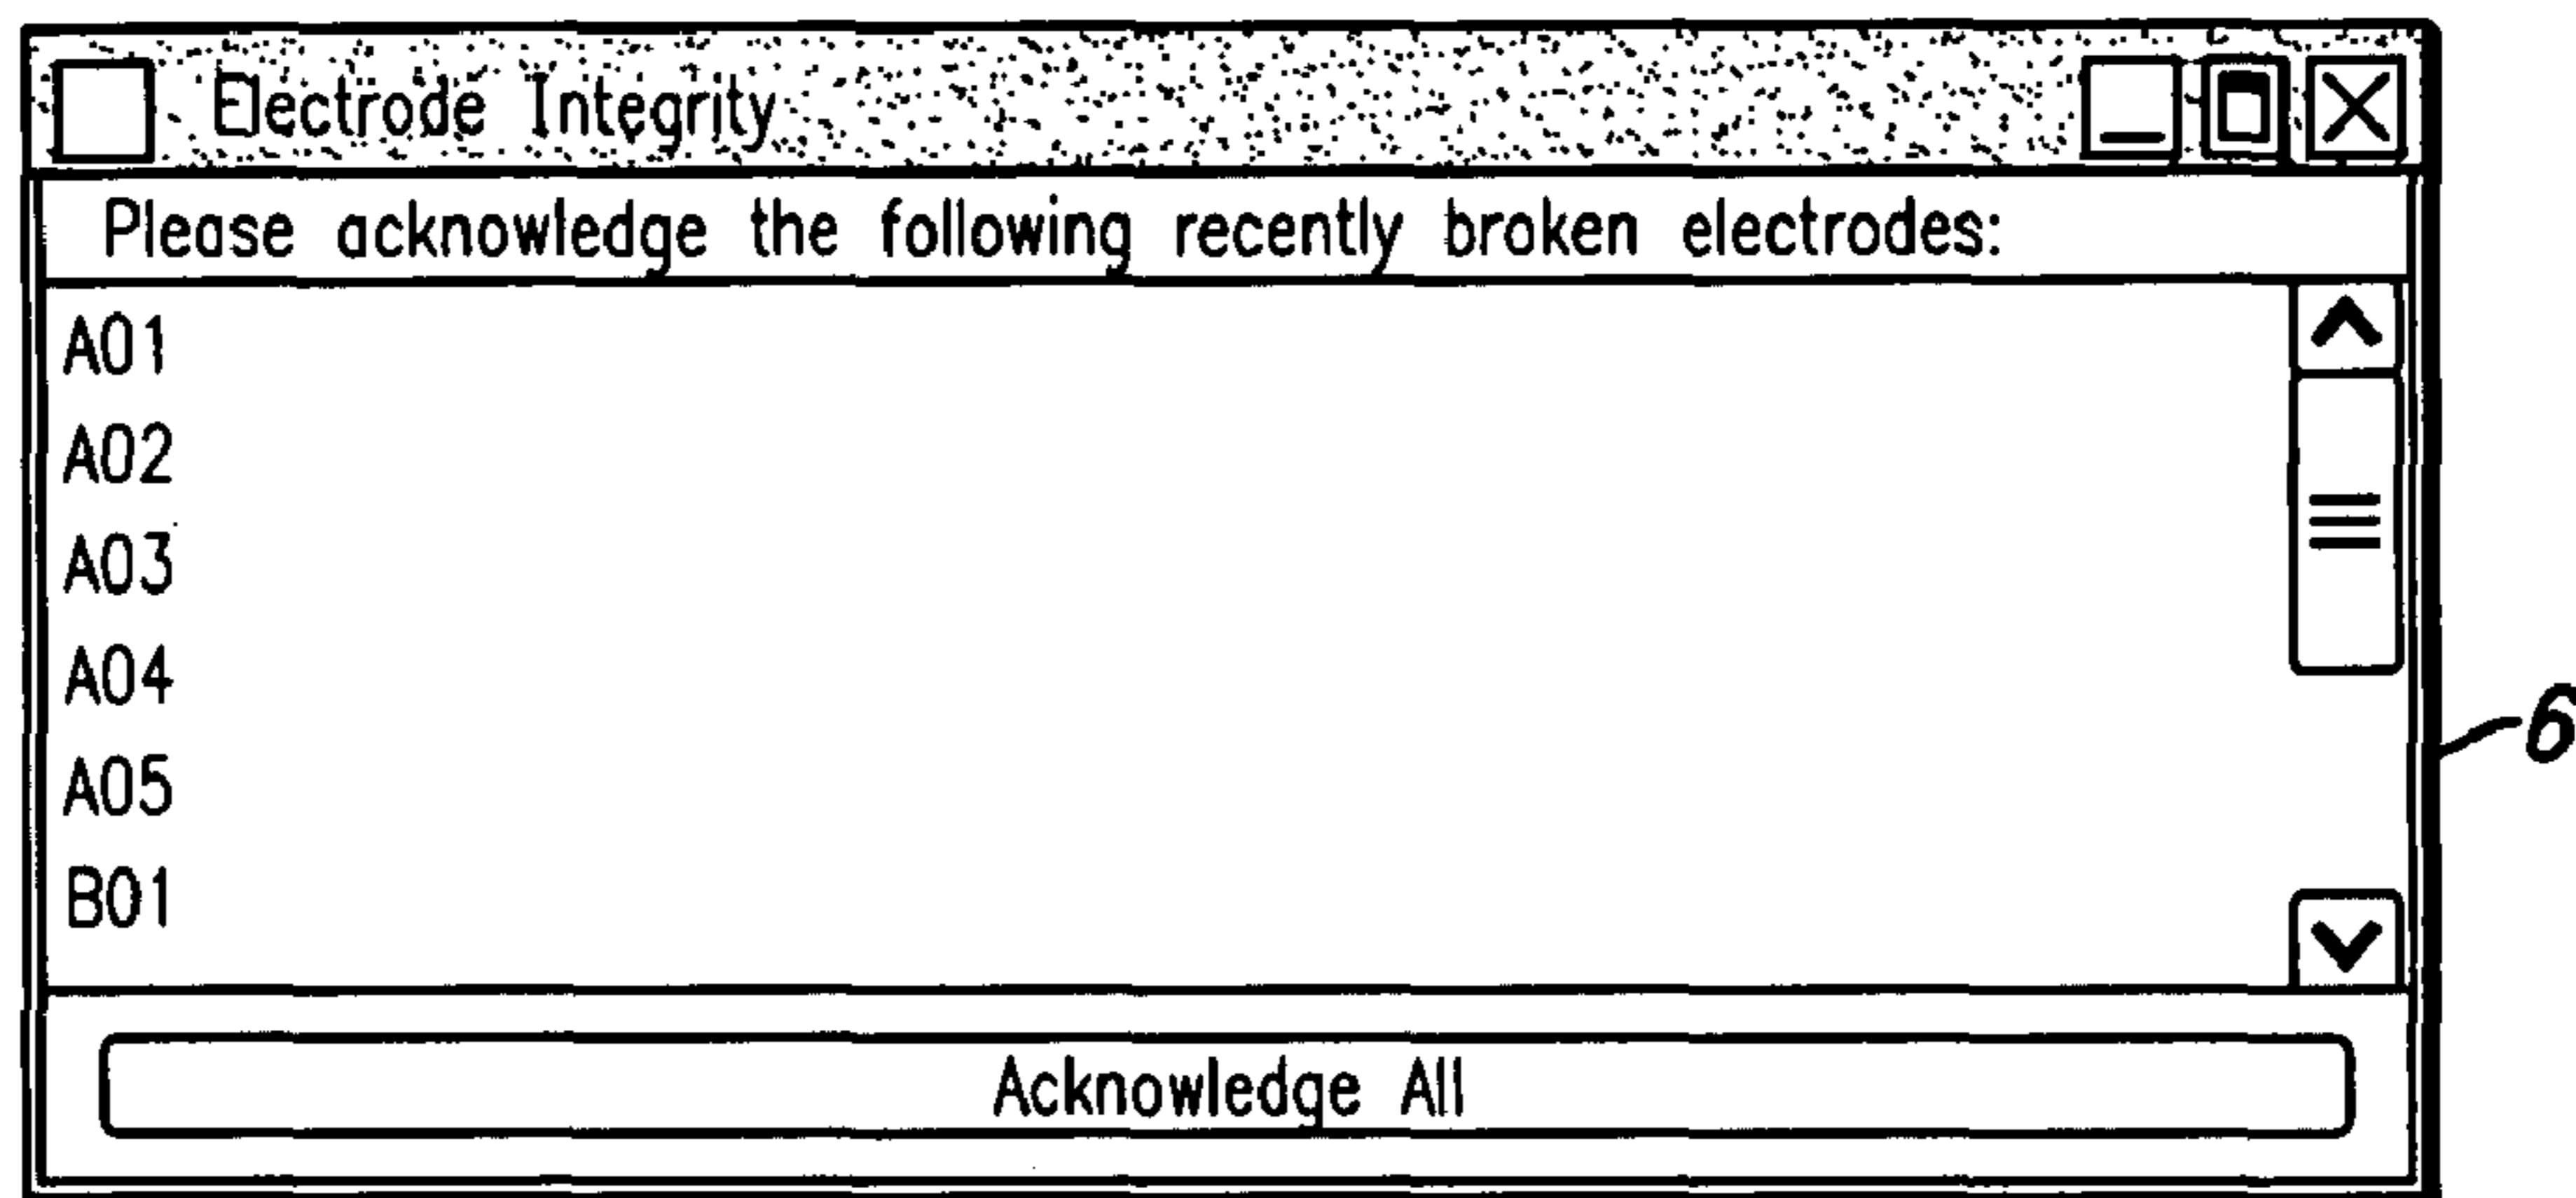 Electrode Integrity
Please acknowledge the following recently broken electrodes:
A01
A02
A03
A04
A05
B01
6
Acknowledge All